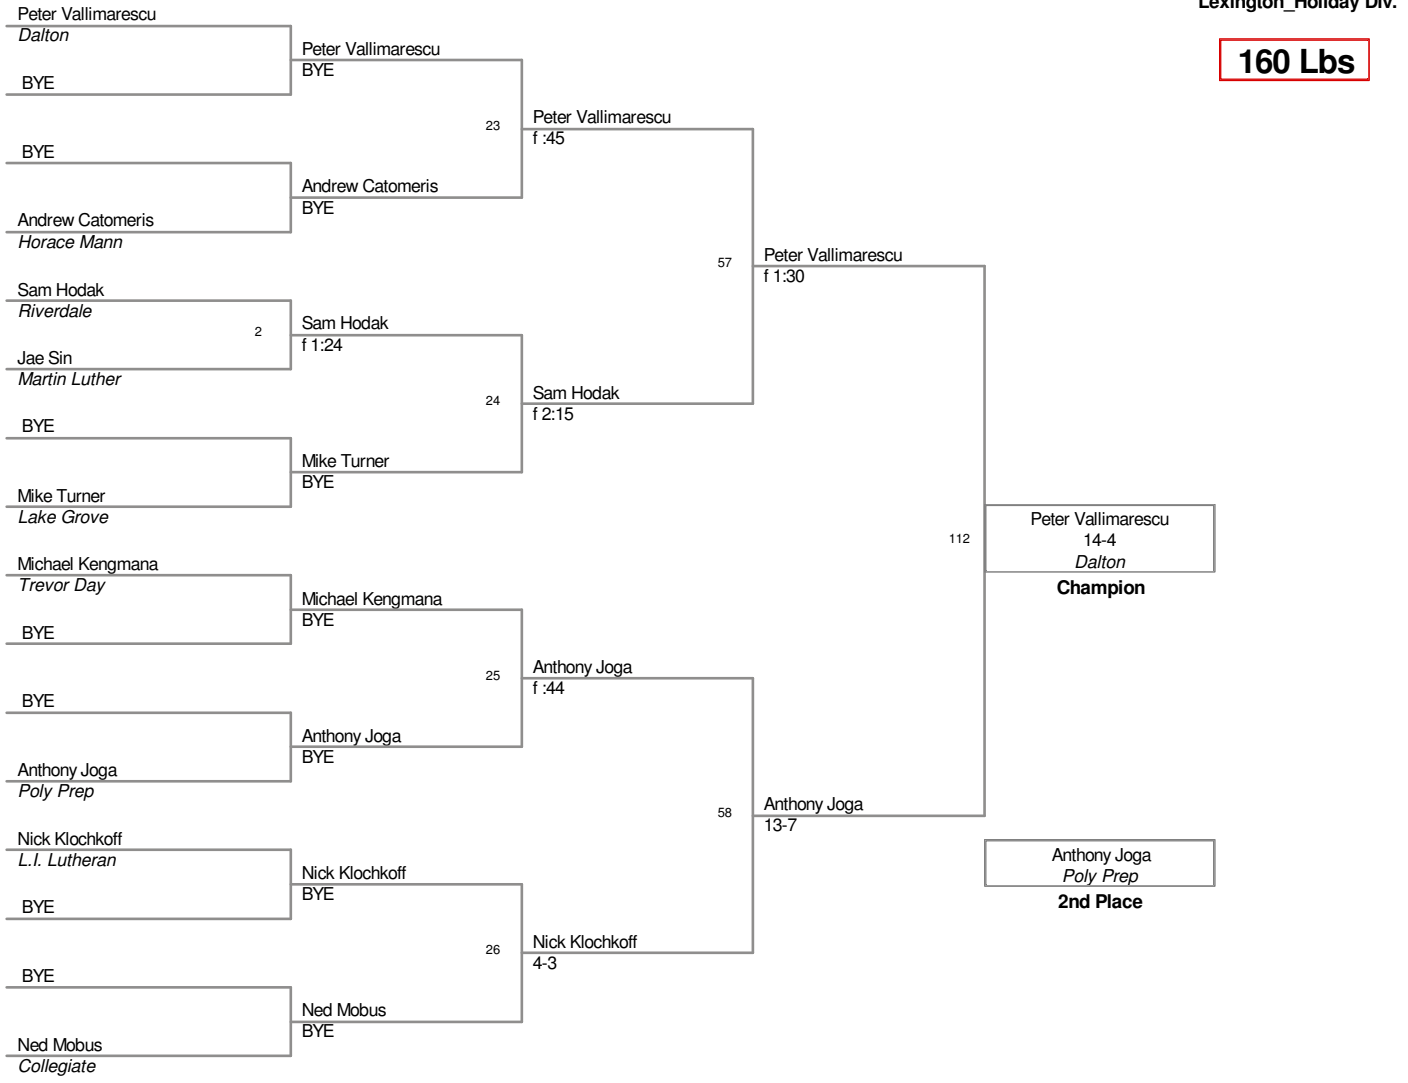 Lexington_Holiday Div.
160 Lbs
Peter Vallimarescu
Dalton
BYE
BYE
Andrew Catomeris
Horace Mann
Sam Hodak
Riverdale
2
Jae Sin
Martin Luther
BYE
Mike Turner
Lake Grove
Michael Kengmana
Trevor Day
BYE
BYE
Anthony Joga
Poly Prep
Nick Klochkoff
L.I. Lutheran
BYE
BYE
Ned Mobus
Collegiate
Peter Vallimarescu
BYE
23
Andrew Catomeris
BYE
Sam Hodak
f 1:24
24
Mike Turner
BYE
Michael Kengmana
BYE
25
Anthony Joga
BYE
Nick Klochkoff
BYE
26
Ned Mobus
BYE
Peter Vallimarescu
f :45
57
Sam Hodak
f 2:15
Anthony Joga
f :44
58
Nick Klochkoff
4-3
Peter Vallimarescu
f 1:30
112
Anthony Joga
13-7
Peter Vallimarescu
14-4
Dalton
Champion
Anthony Joga
Poly Prep
2nd Place